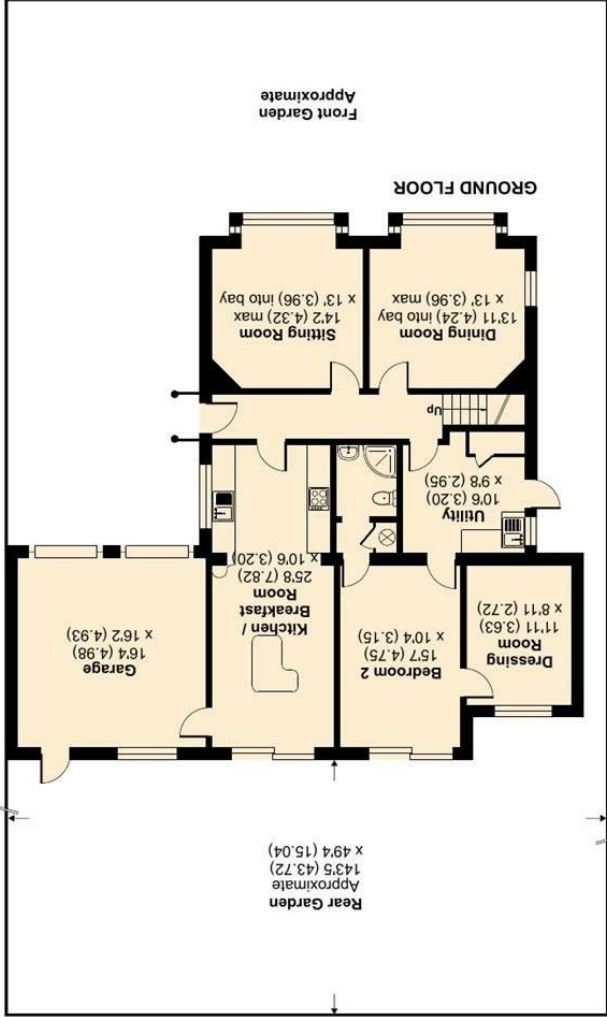 Rear Garden
Approximate
143'5 (43.72)
x 49'4 (15.04)
Dressing
Room
11'11 (3.63)
x 8'11 (2.72)
Bedroom 2
15'7 (4.75)
x 10'4 (3.15)
Kitchen /
Breakfast
Room
25'8 (7.82)
x 10'6 (3.20)
Garage
16'4 (4.98)
x 16'2 (4.93)
Utility
10'6 (3.20)
x 9'8 (2.95)
Up
Dining Room
13'11 (4.24) into bay
x 13' (3.96) max
Sitting Room
14'2 (4.32) max
x 13' (3.96) into bay
GROUND FLOOR
Front Garden
Approximate